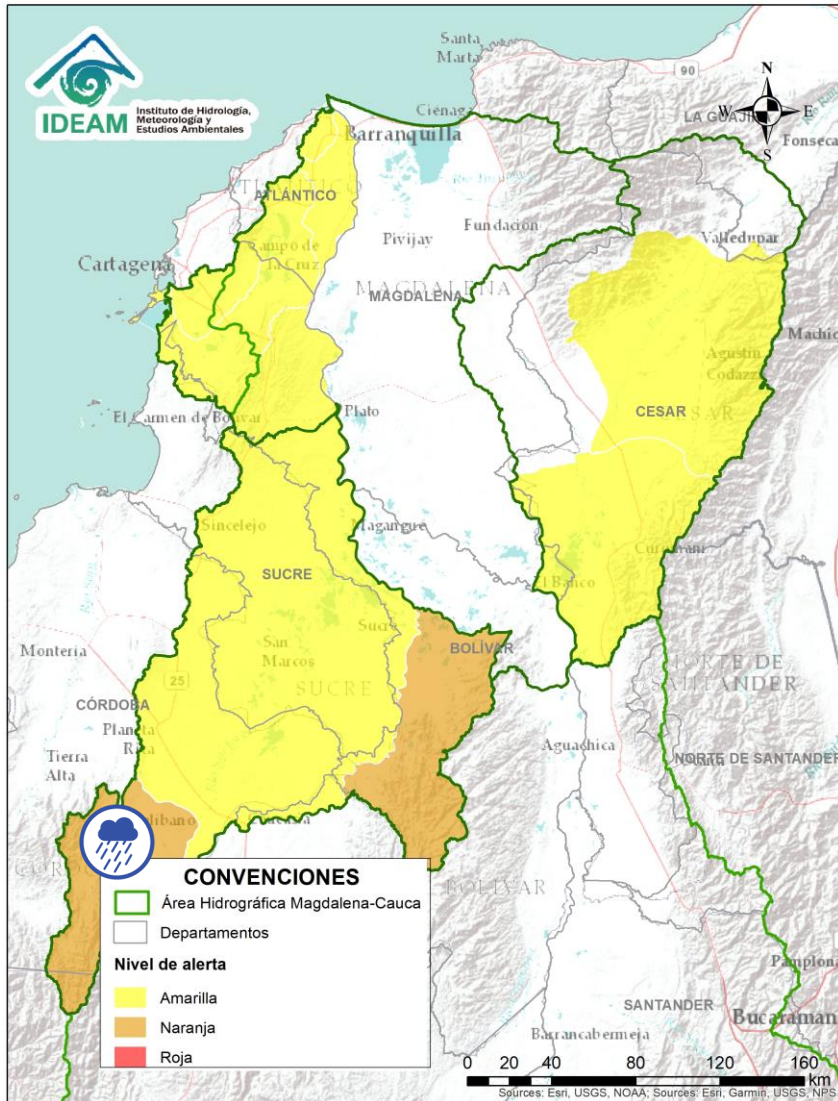 Santa
Marta
90
N
W E
S
LA GUAJI
Fonseca
IDEAM
Instituto de Hidrología,
Meteorología y
Estudios Ambientales
Ciénaga
Barranquilla
ATLÁNTICO
Fundación
Pivijay
Valledupar
Campo de
la Cruz
Cartagena
MAGDALENA
MAGDALENA
Agustín
Codazzi
CESAR
El Carmen de Bolívar
Plato
Sincelejo
Magangue
El Banco
SUCRE
Sucre
Montería
San
Marcos
BOLÍVAR
25
SUCRE
NORTE DE
SANTANDER
CÓRDOBA
Planeta
Rica
Aguachica
Tierra
Alta
NORTE DE SANTANDER
BOLÍVAR
CONVENCIONES
Área Hidrográfica Magdalena-Cauca
Departamentos
Nivel de alerta
Amarilla
Naranja
Roja
Pamplona
SANTANDER
Bucaraman
Barrancabermeja
0 20 40 80 120 160
km
Sources: Esri, USGS, NOAA; Sources: Esri, Garmin, USGS, NPS